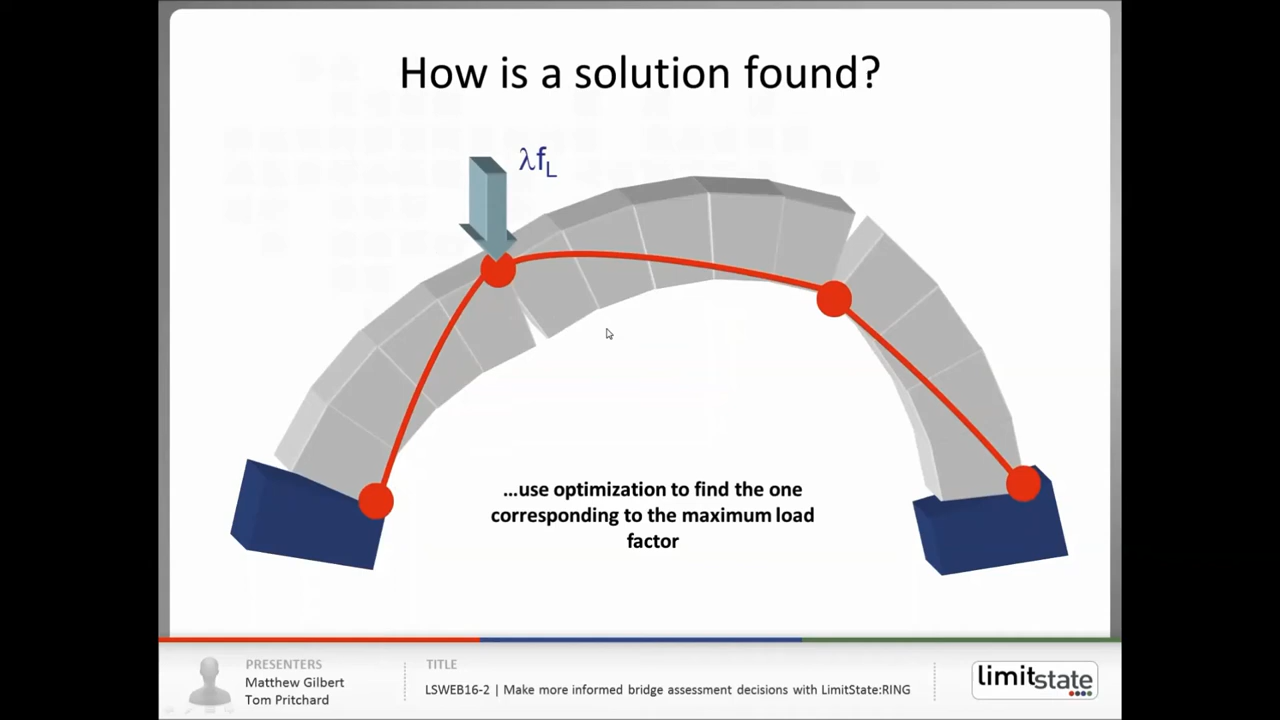 How is a solution found?
λfL
...use optimization to find the one
corresponding to the maximum load
factor
PRESENTERS
Matthew Gilbert
Tom Pritchard
TITLE
LSWEB16-2 | Make more informed bridge assessment decisions with LimitState:RING
limitstate